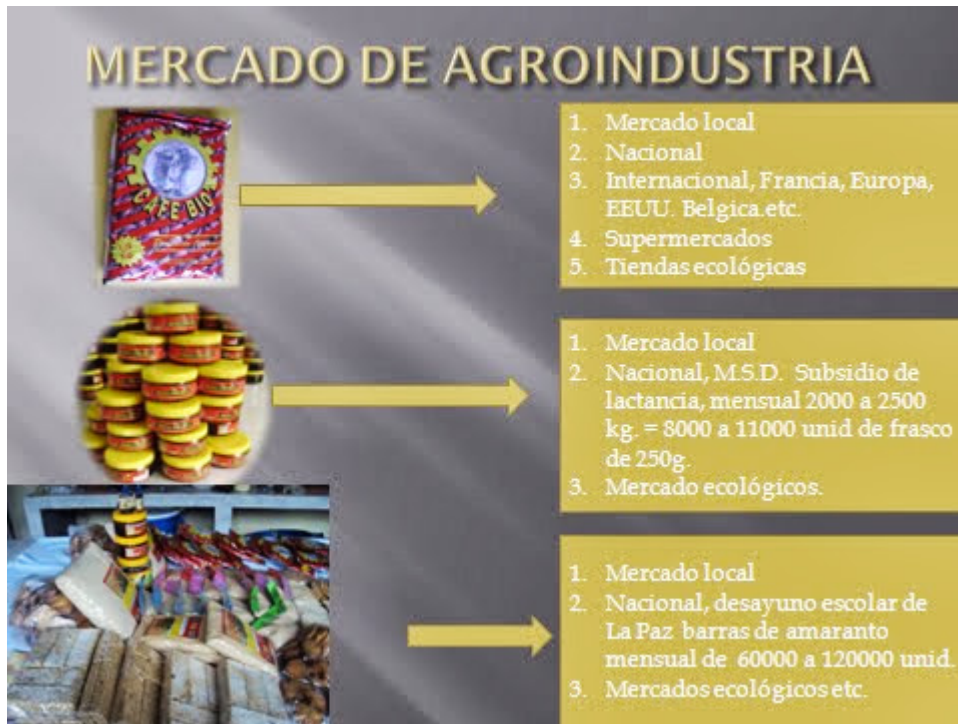 MERCADO DE AGROINDUSTRIA
CAFE BIO
1. Mercado local
2. Nacional
3. Internacional, Francia, Europa,
EEUU. Belgica.etc.
4. Supermercados
5. Tiendas ecológicas
1. Mercado local
2. Nacional, M.S.D. Subsidio de
lactancia, mensual 2000 a 2500
kg. = 8000 a 11000 unid de frasco
de 250g.
3. Mercado ecológicos.
1. Mercado local
2. Nacional, desayuno escolar de
La Paz barras de amaranto
mensual de 60000 a 120000 unid.
3. Mercados ecológicos etc.